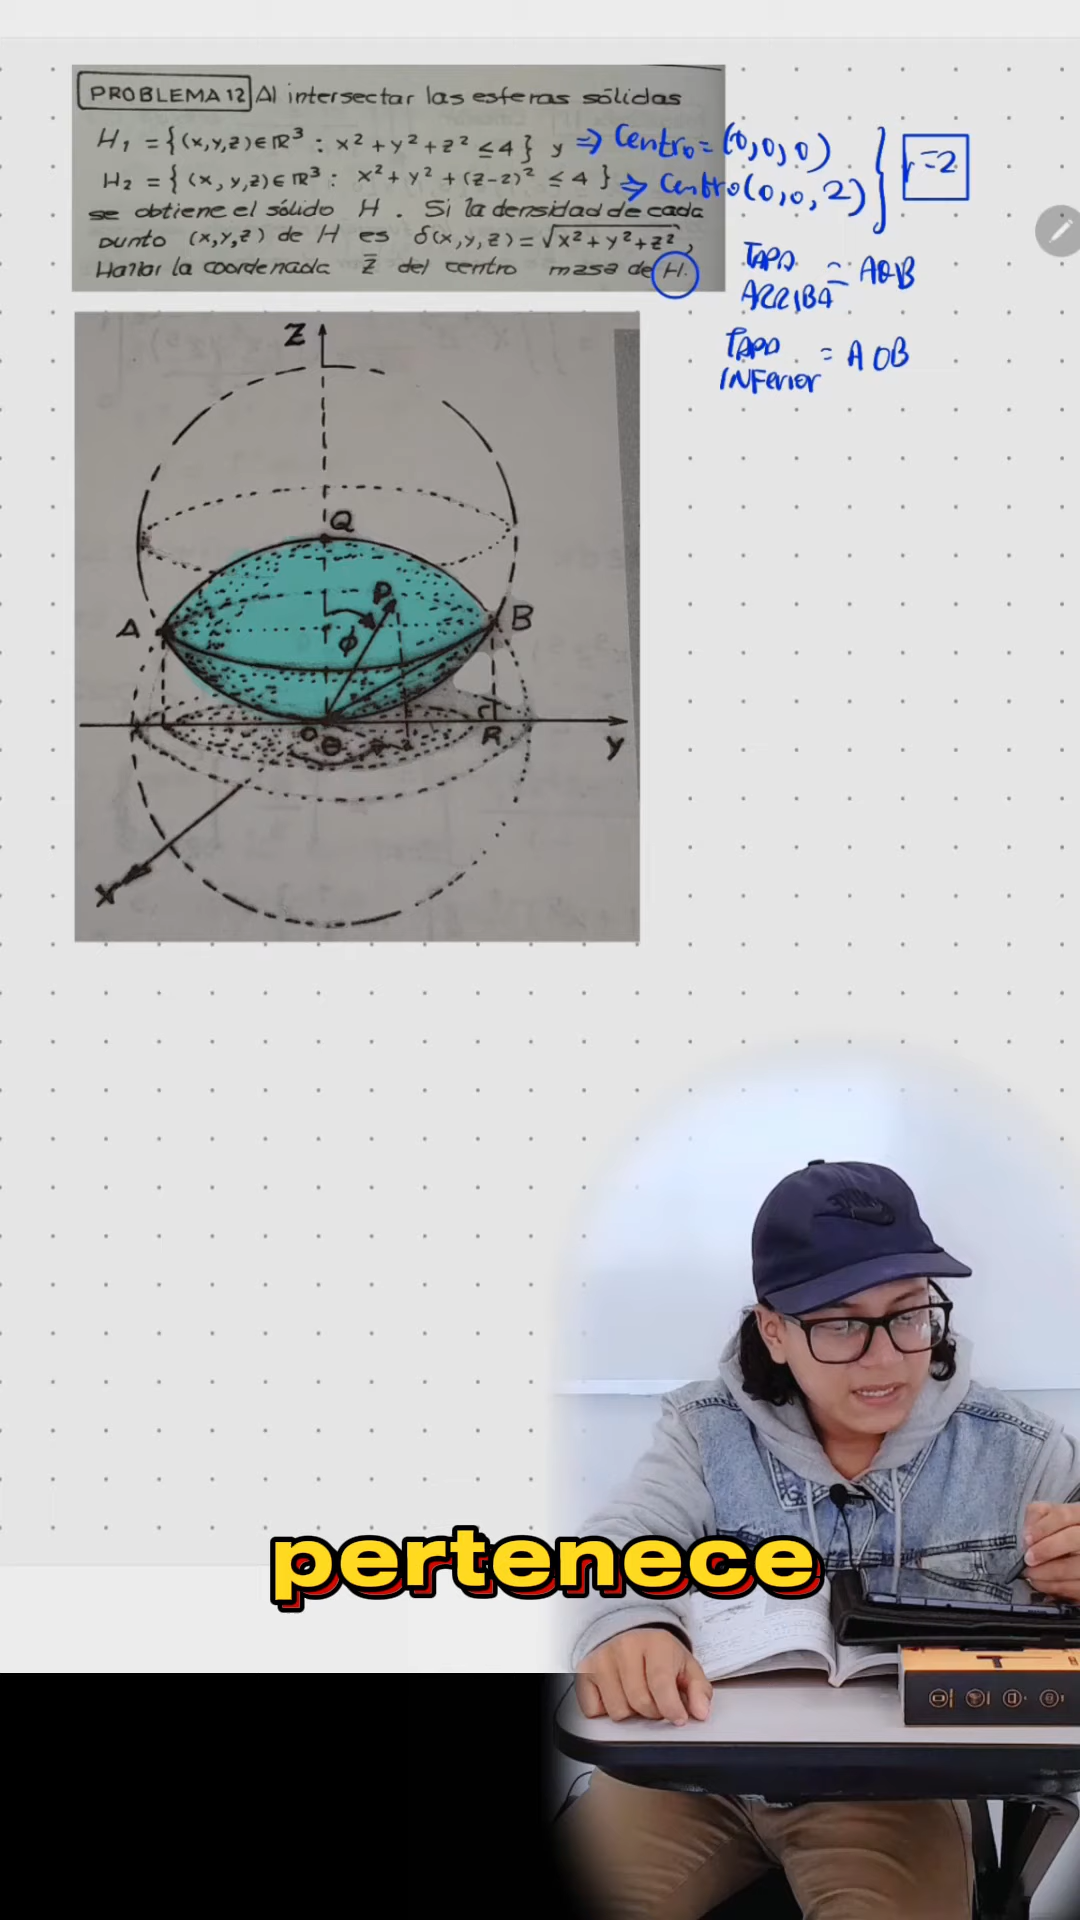 PROBLEMA 12 Al intersectar las esferas sólidas
H₁ = {(x,y,z)∈ℝ³ : x²+y²+z² ≤4} y ⇒ Centro = (0,0,0)
H₂ = { (x, y,z)∈ ℝ³: x²+y²+(z-2)² ≤ 4 } ⇒ Centro(0,0,2)
r=2
se obtiene el sólido H. Si la densidad de cada
punto (x,y,z) de H es δ(x,y,z)=√x²+y²+z²,
Hallar la coordenada z̄ del centro masa de H.
TAPA
ARRIBA = AQB
TAPA
INFerior = AOB
Z
Q
P
A
B
ϕ
O
θ
r
R
Y
X
pertenece
NIKE